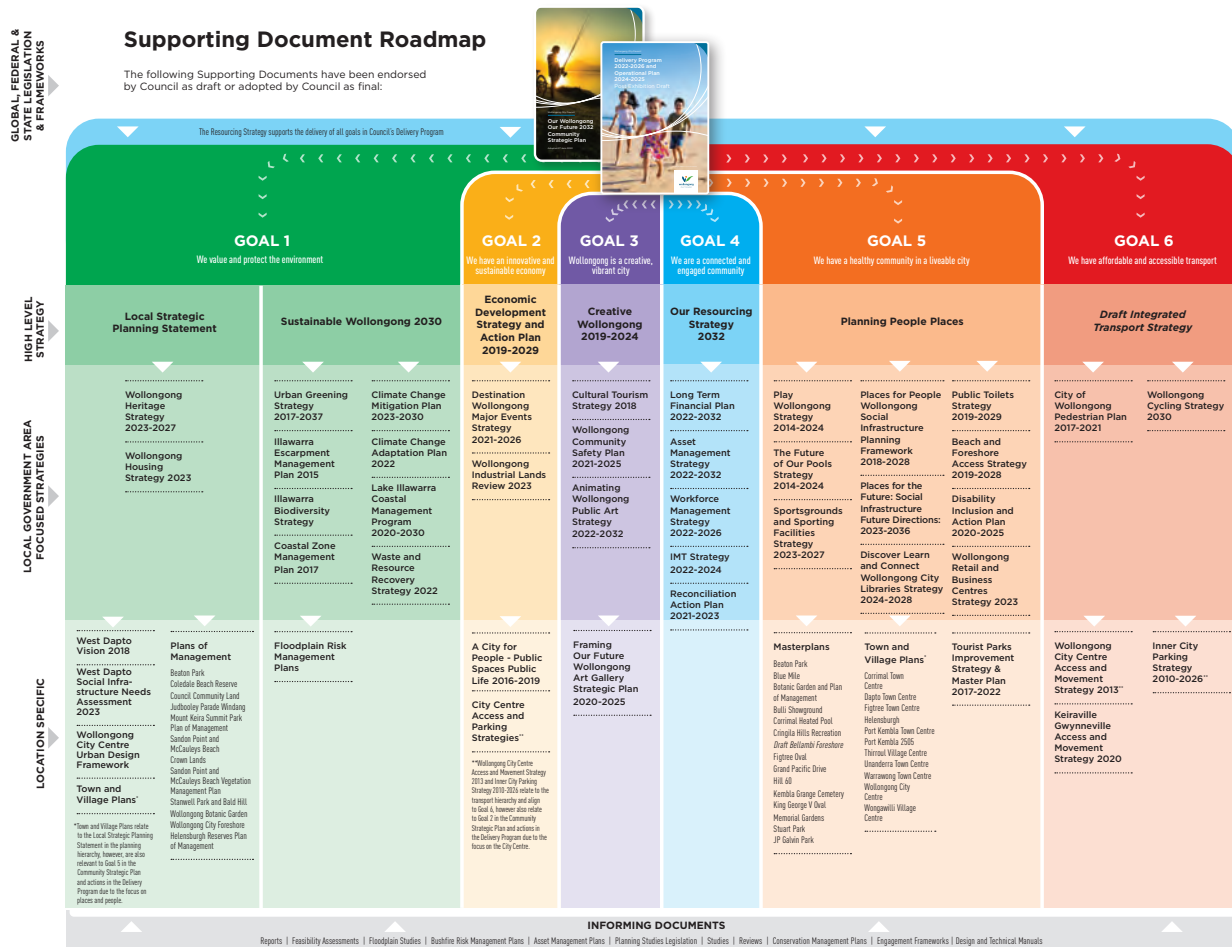 Supporting Document Roadmap
The following Supporting Documents have been endorsed
by Council as draft or adopted by Council as final:
GLOBAL, FEDERAL &
STATE LEGISLATION
& FRAMEWORKS
Our Wollongong
Our Future 2032
Community
Strategic Plan
Delivery Program
2022-2026 and
Operational Plan
2024-2025
Post Exhibition Draft
wollongong
The Resourcing Strategy supports the delivery of all goals in Council's Delivery Program
GOAL 1
We value and protect the environment
GOAL 2
We have an innovative and
sustainable economy
GOAL 3
Wollongong is a creative,
vibrant city
GOAL 4
We are a connected and
engaged community
GOAL 5
We have a healthy community in a liveable city
GOAL 6
We have affordable and accessible transport
HIGH LEVEL
STRATEGY
Local Strategic
Planning Statement
Sustainable Wollongong 2030
Economic
Development
Strategy and
Action Plan
2019-2029
Creative
Wollongong
2019-2024
Our Resourcing
Strategy
2032
Planning People Places
Draft Integrated
Transport Strategy
LOCAL GOVERNMENT AREA
FOCUSED STRATEGIES
Wollongong
Heritage
Strategy
2023-2027
Wollongong
Housing
Strategy 2023
Urban Greening
Strategy
2017-2037
Illawarra
Escarpment
Management
Plan 2015
Illawarra
Biodiversity
Strategy
Coastal Zone
Management
Plan 2017
Climate Change
Mitigation Plan
2023-2030
Climate Change
Adaptation Plan
2022
Lake Illawarra
Coastal
Management
Program
2020-2030
Waste and
Resource
Recovery
Strategy 2022
Destination
Wollongong
Major Events
Strategy
2021-2026
Wollongong
Industrial Lands
Review 2023
Cultural Tourism
Strategy 2018
Wollongong
Community
Safety Plan
2021-2025
Animating
Wollongong
Public Art
Strategy
2022-2032
Long Term
Financial Plan
2022-2032
Asset
Management
Strategy
2022-2032
Workforce
Management
Strategy
2022-2026
IMT Strategy
2022-2024
Reconciliation
Action Plan
2021-2023
Play
Wollongong
Strategy
2014-2024
The Future
of Our Pools
Strategy
2014-2024
Sportsgrounds
and Sporting
Facilities
Strategy
2023-2027
Places for People
Wollongong
Social
Infrastructure
Planning
Framework
2018-2028
Places for the
Future: Social
Infrastructure
Future Directions:
2023-2036
Discover Learn
and Connect
Wollongong City
Libraries Strategy
2024-2028
Public Toilets
Strategy
2019-2029
Beach and
Foreshore
Access Strategy
2019-2028
Disability
Inclusion and
Action Plan
2020-2025
Wollongong
Retail and
Business
Centres
Strategy 2023
City of
Wollongong
Pedestrian Plan
2017-2021
Wollongong
Cycling Strategy
2030
LOCATION SPECIFIC
West Dapto
Vision 2018
West Dapto
Social Infra-
structure Needs
Assessment
2023
Wollongong
City Centre
Urban Design
Framework
Town and
Village Plans*
*Town and Village Plans relate
to the Local Strategic Planning
Statement in the planning
hierarchy, however, are also
relevant to Goal 5 in the
Community Strategic Plan
and actions in the Delivery
Program due to the focus on
places and people.
Plans of
Management
Beaton Park
Coledale Beach Reserve
Council Community Land
Judbooley Parade Windang
Mount Keira Summit Park
Plan of Management
Sandon Point and
McCauleys Beach
Crown Lands
Sandon Point and
McCauleys Beach Vegetation
Management Plan
Stanwell Park and Bald Hill
Wollongong Botanic Garden
Wollongong City Foreshore
Helensburgh Reserves Plan
of Management
Floodplain Risk
Management
Plans
A City for
People - Public
Spaces Public
Life 2016-2019
City Centre
Access and
Parking
Strategies**
**Wollongong City Centre
Access and Movement Strategy
2013 and Inner City Parking
Strategy 2010-2026 relate to the
transport hierarchy and align
to Goal 6, however also relate
to Goal 2 in the Community
Strategic Plan and actions in
the Delivery Program due to the
focus on the City Centre.
Framing
Our Future
Wollongong
Art Gallery
Strategic Plan
2020-2025
Masterplans
Beaton Park
Blue Mile
Botanic Garden and Plan
of Management
Bulli Showground
Corrimal Heated Pool
Cringila Hills Recreation
Draft Bellambi Foreshore
Figtree Oval
Grand Pacific Drive
Hill 60
Kembla Grange Cemetery
King George V Oval
Memorial Gardens
Stuart Park
JP Galvin Park
Town and
Village Plans*
Corrimal Town
Centre
Dapto Town Centre
Figtree Town Centre
Helensburgh
Port Kembla Town Centre
Port Kembla 2505
Thirroul Village Centre
Unanderra Town Centre
Warrawong Town Centre
Wollongong City
Centre
Wongawilli Village
Centre
Tourist Parks
Improvement
Strategy &
Master Plan
2017-2022
Wollongong
City Centre
Access and
Movement
Strategy 2013**
Keiraville
Gwynneville
Access and
Movement
Strategy 2020
Inner City
Parking
Strategy
2010-2026**
INFORMING DOCUMENTS
Reports | Feasibility Assessments | Floodplain Studies | Bushfire Risk Management Plans | Asset Management Plans | Planning Studies Legislation | Studies | Reviews | Conservation Management Plans | Engagement Frameworks | Design and Technical Manuals